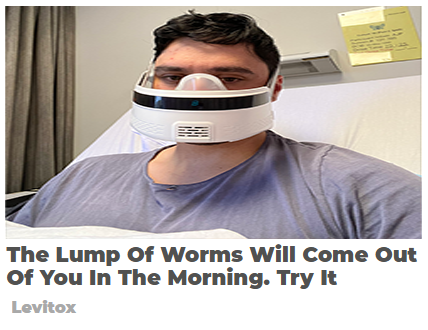 The Lump Of Worms Will Come Out
Of You In The Morning. Try It
Levitox